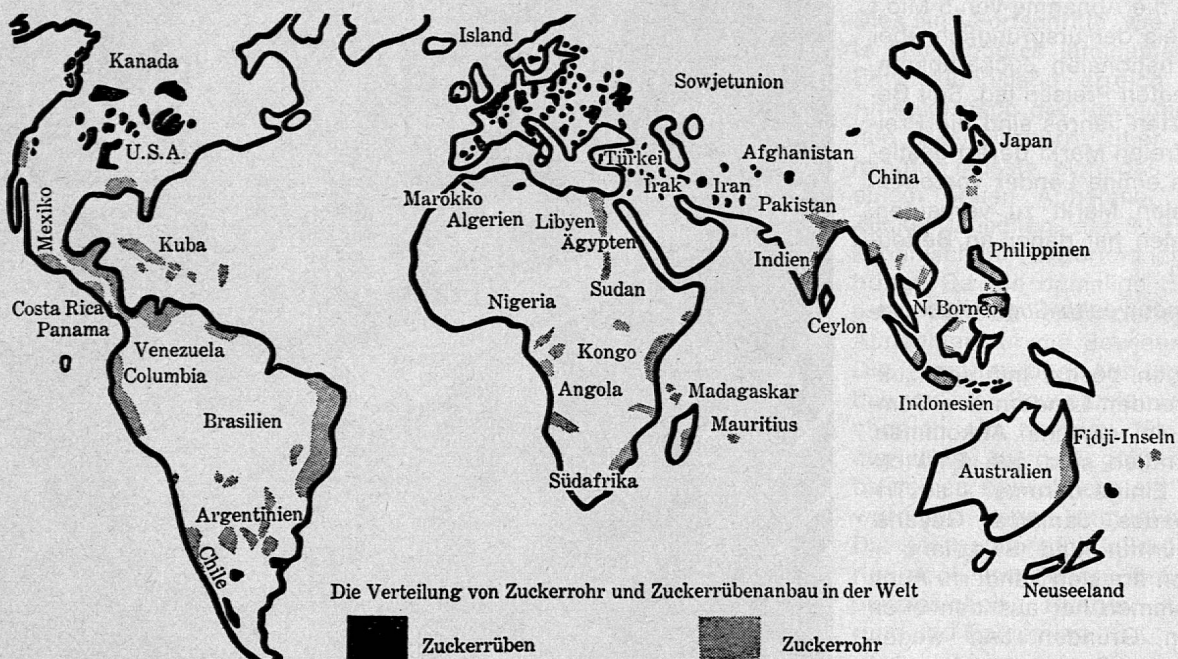 Island
Kanada
Sowjetunion
U.S.A.
Japan
Türkei
Afghanistan
China
Irak
Iran
Marokko
Pakistan
Mexiko
Algerien
Libyen
Kuba
Ägypten
Philippinen
Indien
Sudan
Nigeria
Costa Rica
N. Borneo
Panama
Ceylon
Venezuela
Kongo
Columbia
Angola
Madagaskar
Indonesien
Brasilien
Mauritius
Fidji-Inseln
Australien
Südafrika
Argentinien
Chile
Die Verteilung von Zuckerrohr und Zuckerrübenanbau in der Welt
Neuseeland
Zuckerrüben
Zuckerrohr